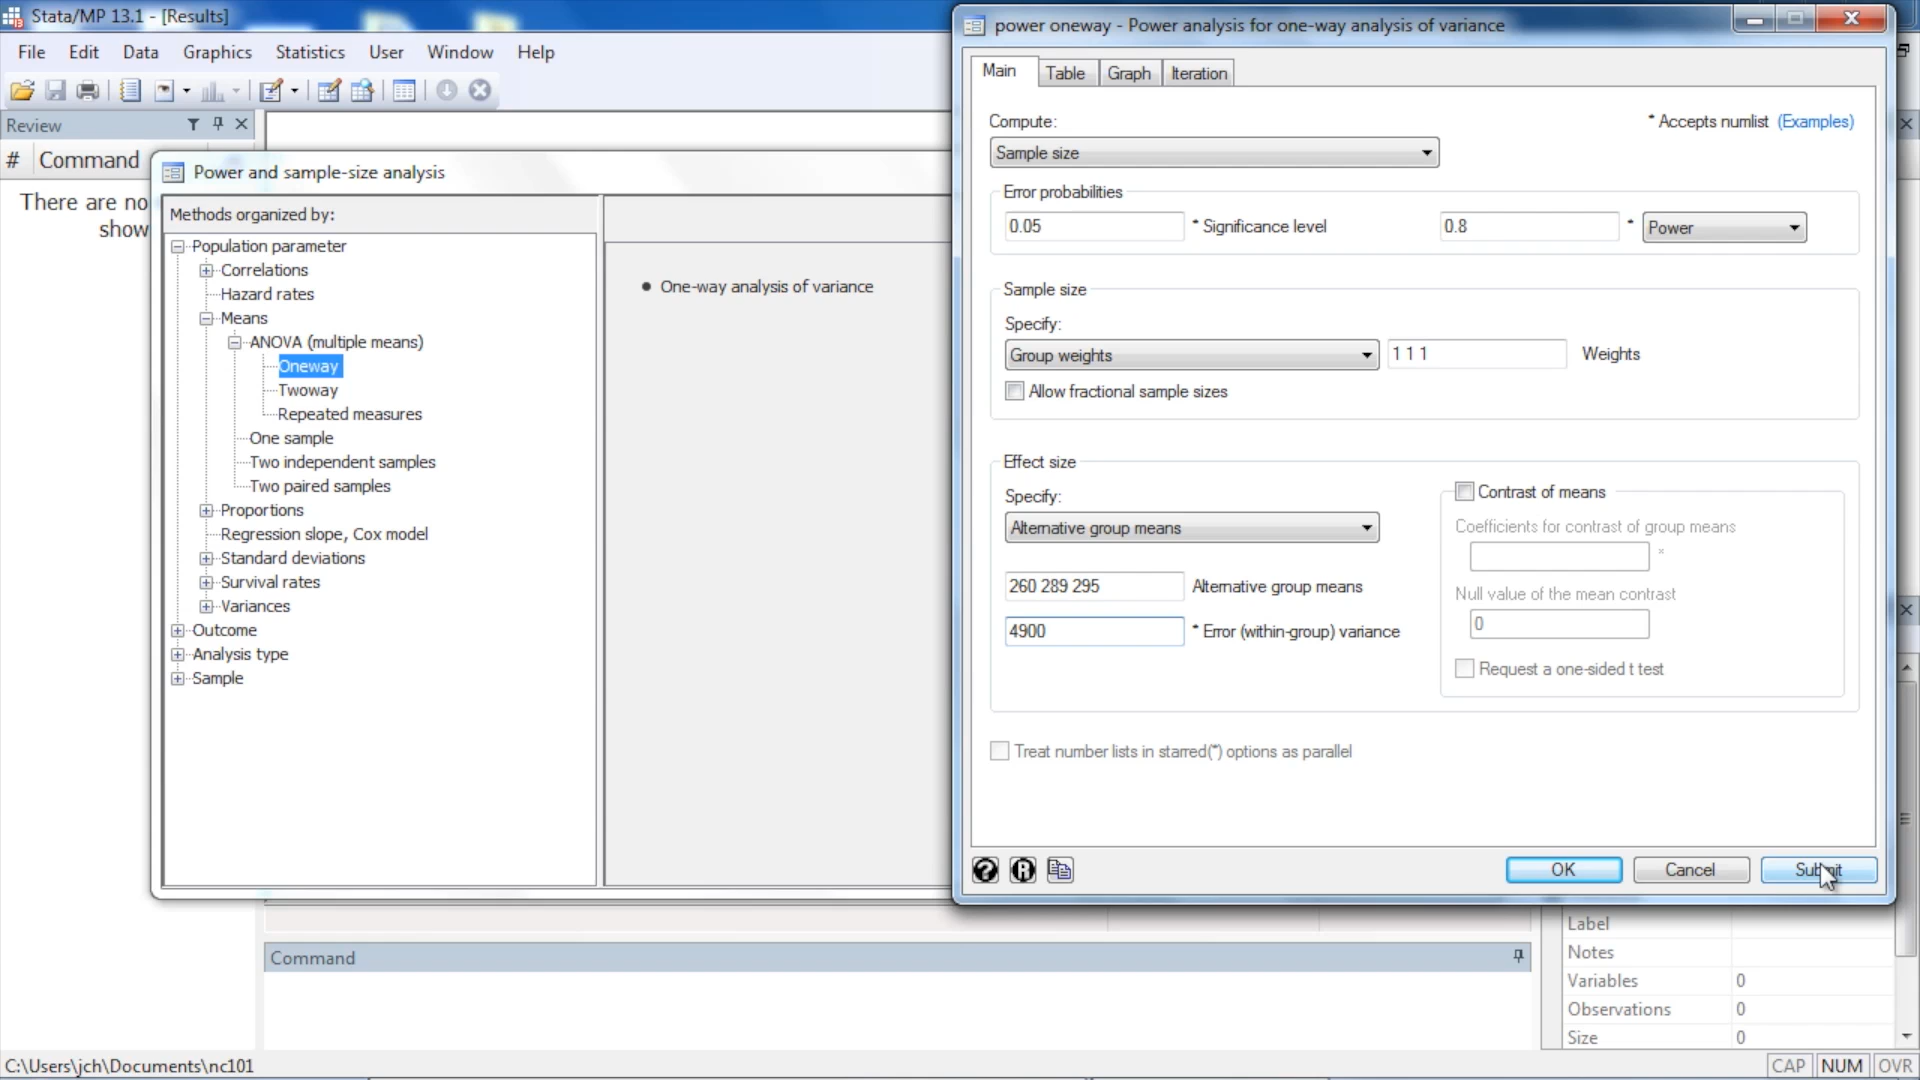 Stata/MP 13.1 - [Results]
File Edit Data Graphics Statistics User Window Help
Review
# Command
There are no
show
Power and sample-size analysis
Methods organized by:
Population parameter
Correlations
Hazard rates
Means
ANOVA (multiple means)
Oneway
Twoway
Repeated measures
One sample
Two independent samples
Two paired samples
Proportions
Regression slope, Cox model
Standard deviations
Survival rates
Variances
Outcome
Analysis type
Sample
• One-way analysis of variance
power oneway - Power analysis for one-way analysis of variance
Main Table Graph Iteration
Compute:
* Accepts numlist (Examples)
Sample size
Error probabilities
0.05 * Significance level 0.8 * Power
Sample size
Specify:
Group weights 1 1 1 Weights
Allow fractional sample sizes
Effect size
Specify:
Alternative group means
260 289 295 Alternative group means
4900 * Error (within-group) variance
Contrast of means
Coefficients for contrast of group means
*
Null value of the mean contrast
0
Request a one-sided t test
Treat number lists in starred(*) options as parallel
OK Cancel Submit
Label
Notes
Variables 0
Observations 0
Size 0
Command
C:\Users\jch\Documents\nc101
CAP NUM OVR